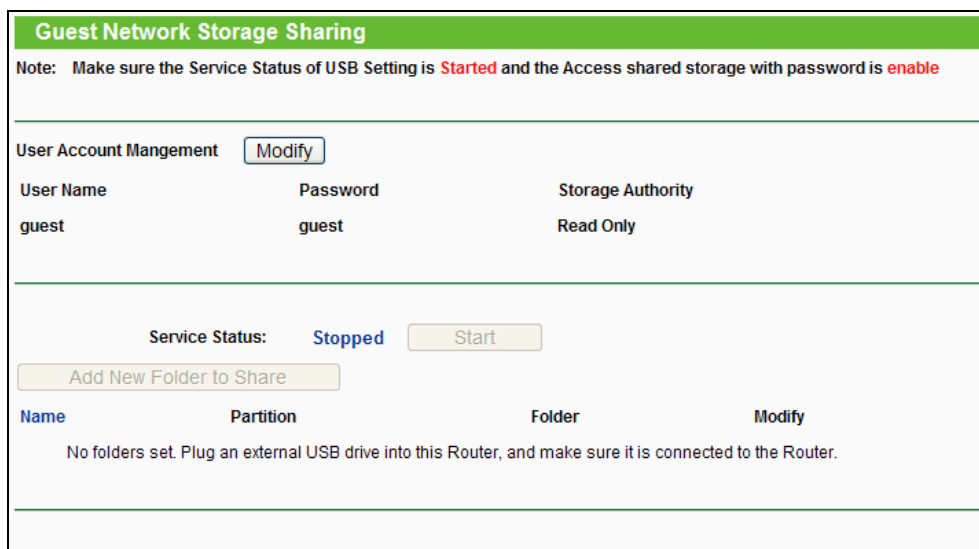 Guest Network Storage Sharing
Note: Make sure the Service Status of USB Setting is Started and the Access shared storage with password is enable
User Account Mangement Modify
User Name Password Storage Authority
guest guest Read Only
Service Status: Stopped Start
Add New Folder to Share
Name Partition Folder Modify
No folders set. Plug an external USB drive into this Router, and make sure it is connected to the Router.